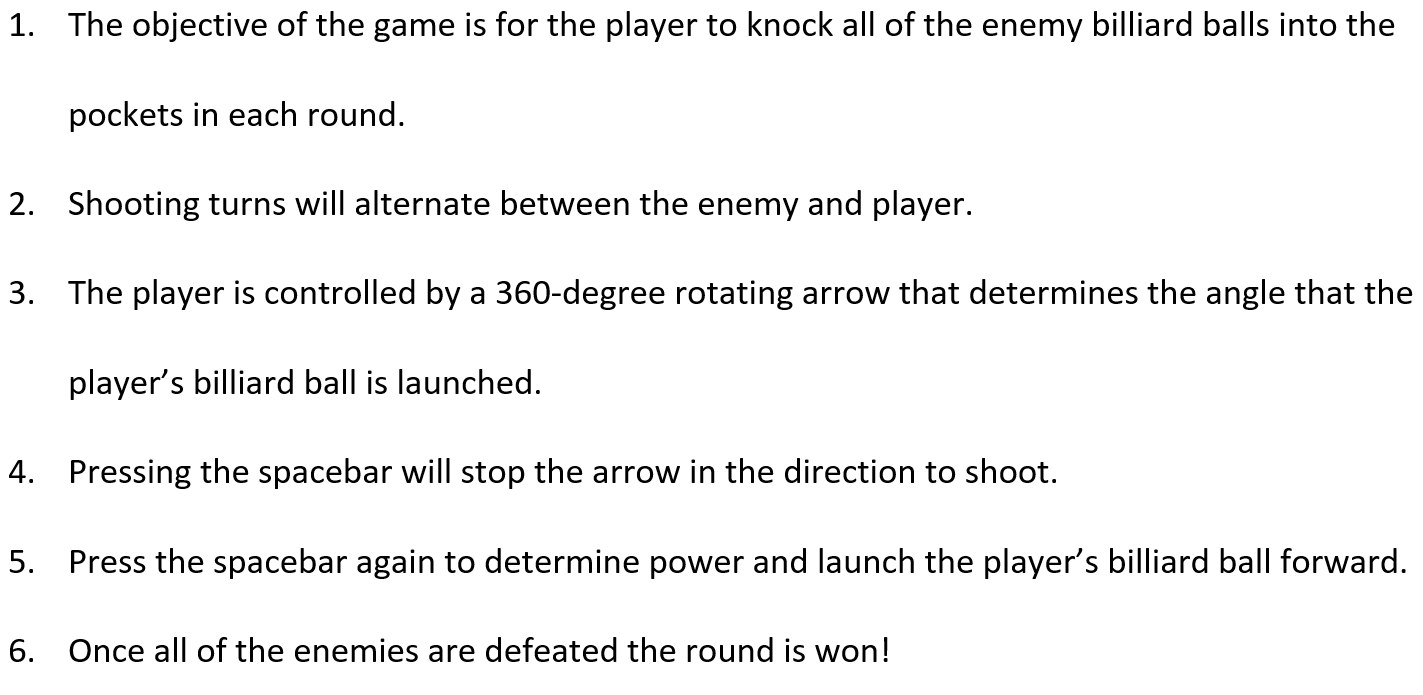 1. The objective of the game is for the player to knock all of the enemy billiard balls into the
pockets in each round.
2. Shooting turns will alternate between the enemy and player.
3. The player is controlled by a 360-degree rotating arrow that determines the angle that the
player’s billiard ball is launched.
4. Pressing the spacebar will stop the arrow in the direction to shoot.
5. Press the spacebar again to determine power and launch the player’s billiard ball forward.
6. Once all of the enemies are defeated the round is won!